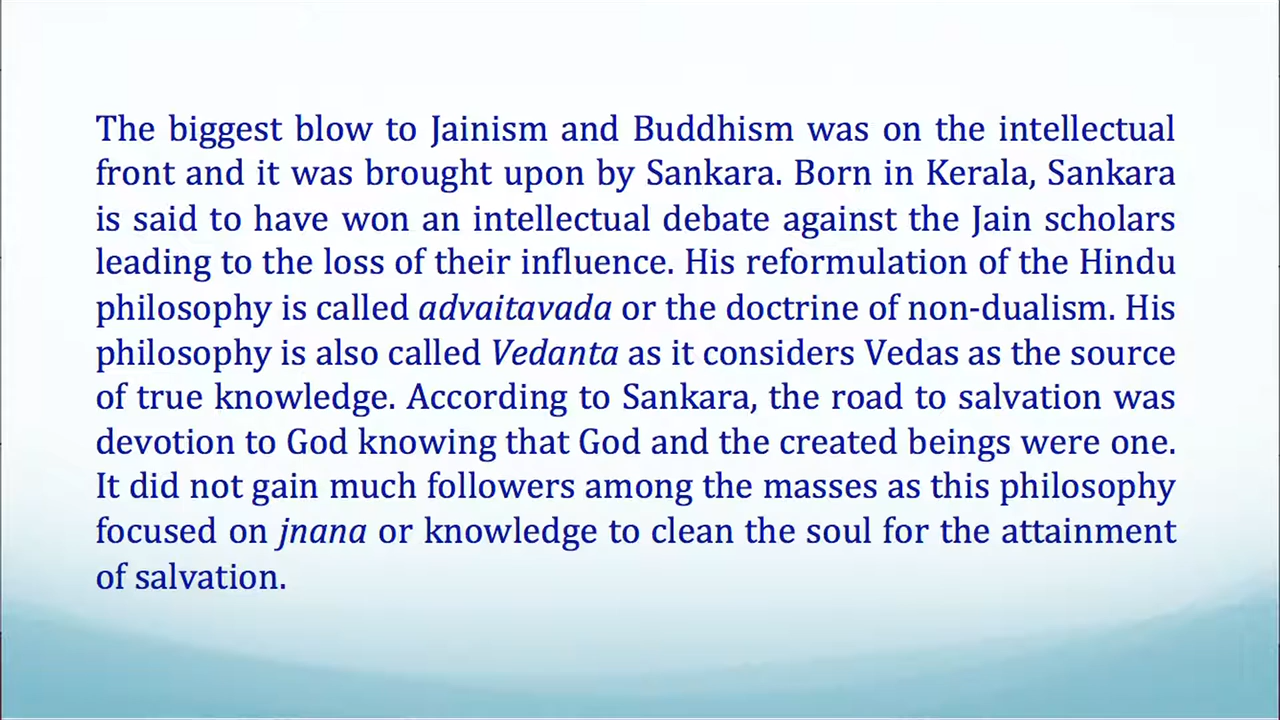 The biggest blow to Jainism and Buddhism was on the intellectual
front and it was brought upon by Sankara. Born in Kerala, Sankara
is said to have won an intellectual debate against the Jain scholars
leading to the loss of their influence. His reformulation of the Hindu
philosophy is called advaitavada or the doctrine of non-dualism. His
philosophy is also called Vedanta as it considers Vedas as the source
of true knowledge. According to Sankara, the road to salvation was
devotion to God knowing that God and the created beings were one.
It did not gain much followers among the masses as this philosophy
focused on jnana or knowledge to clean the soul for the attainment
of salvation.